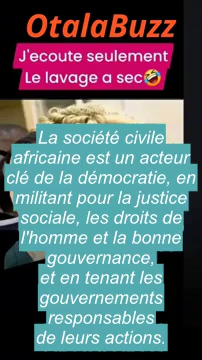 OtalaBuzz
J'ecoute seulement
Le lavage a sec🤣
La société civile
africaine est un acteur
clé de la démocratie, en
militant pour la justice
sociale, les droits de
l'homme et la bonne
gouvernance,
et en tenant les
gouvernements
responsables
de leurs actions.